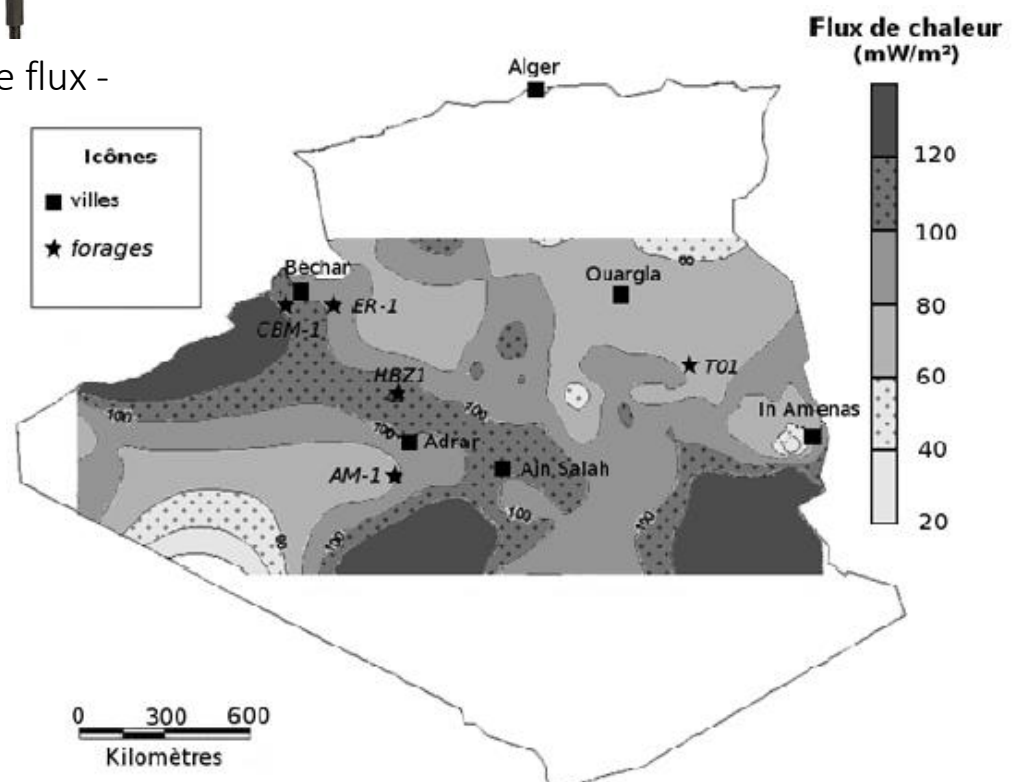 e flux -
Flux de chaleur
(mW/m²)
120
100
80
60
40
20
Icônes
villes
forages
Alger
Bèchar
Ouargla
60
CBM-1
ER-1
HBZ1
T01
100
100
100
In Amenas
Adrar
AM-1
Ain Salah
100
100
100
0 300 600
Kilomètres